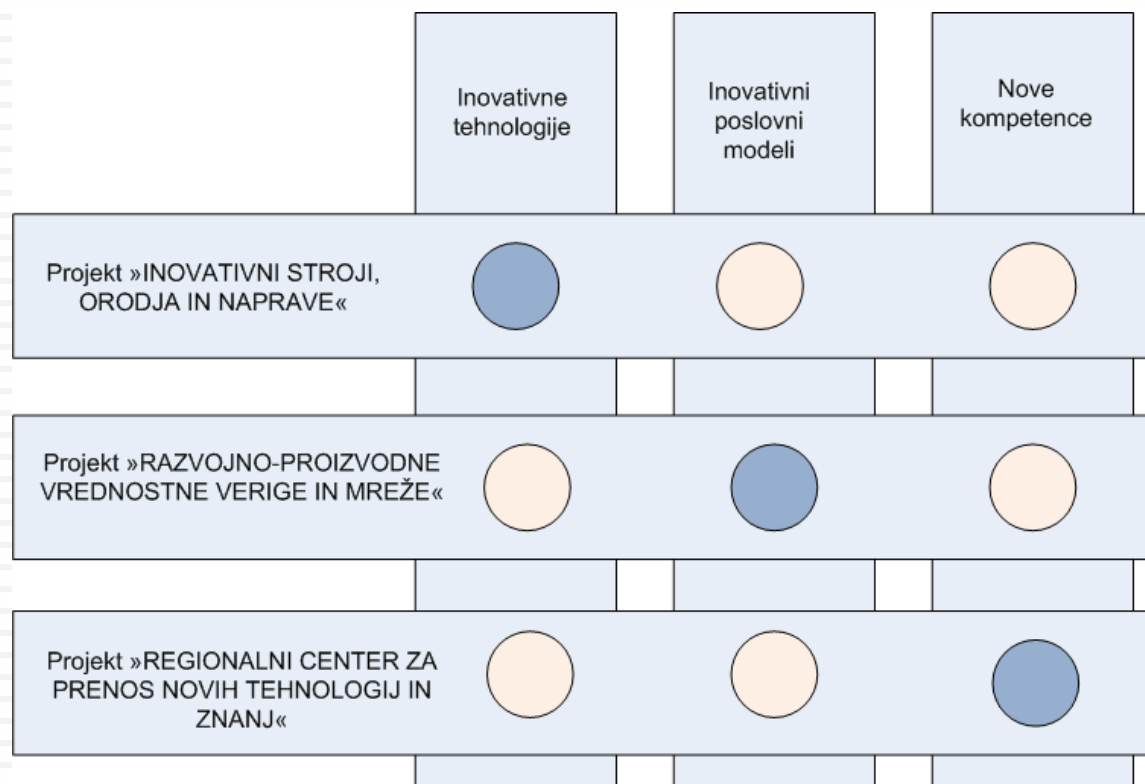 Inovativne
tehnologije
Inovativni
poslovni
modeli
Nove
kompetence
Projekt »INOVATIVNI STROJI,
ORODJA IN NAPRAVE«
Projekt »RAZVOJNO-PROIZVODNE
VREDNOSTNE VERIGE IN MREŽE«
Projekt »REGIONALNI CENTER ZA
PRENOS NOVIH TEHNOLOGIJ IN
ZNANJ«